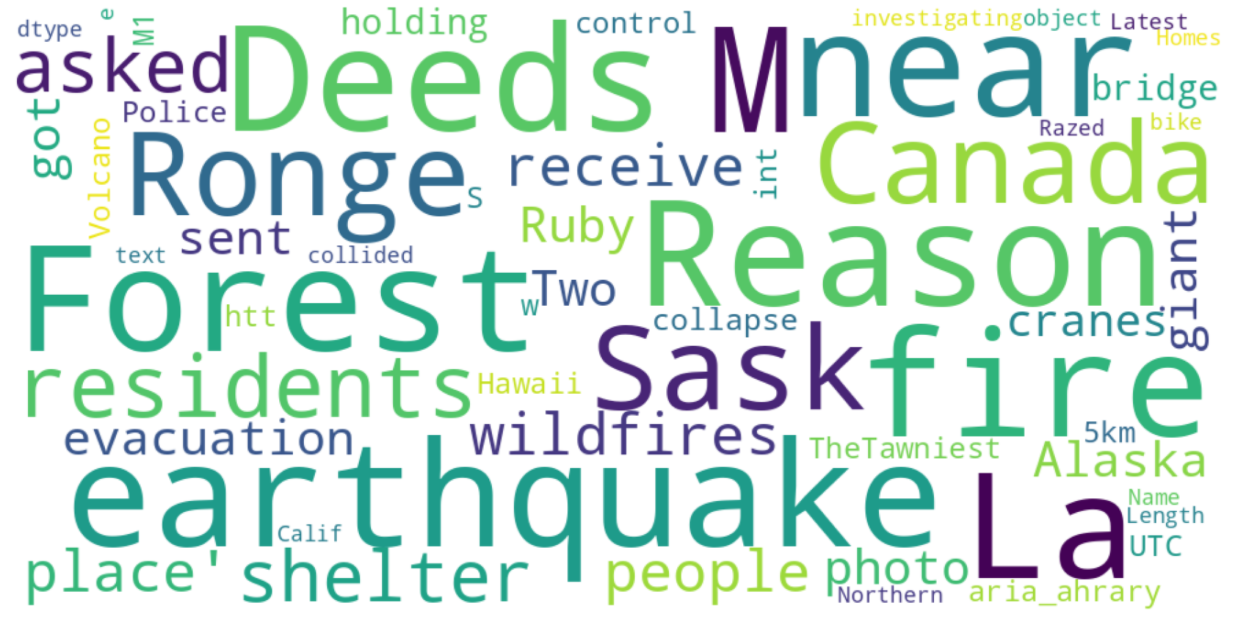 dtype
e
M1
holding
control
investigating
object
Latest
Homes
asked
Deeds
M
near
bridge
got
Police
Razed
bike
Volcano
Ronge
S
receive
int
Canada
sent
Ruby
Reason
giant
text
collided
Forest
htt
w
Two
collapse
cranes
residents
Hawaii
Sask
fire
evacuation
wildfires
TheTawniest
5km
Alaska
earthquake
La
Name
Length
Calif
UTC
place'
shelter
people
photo
Northern
aria_ahrary